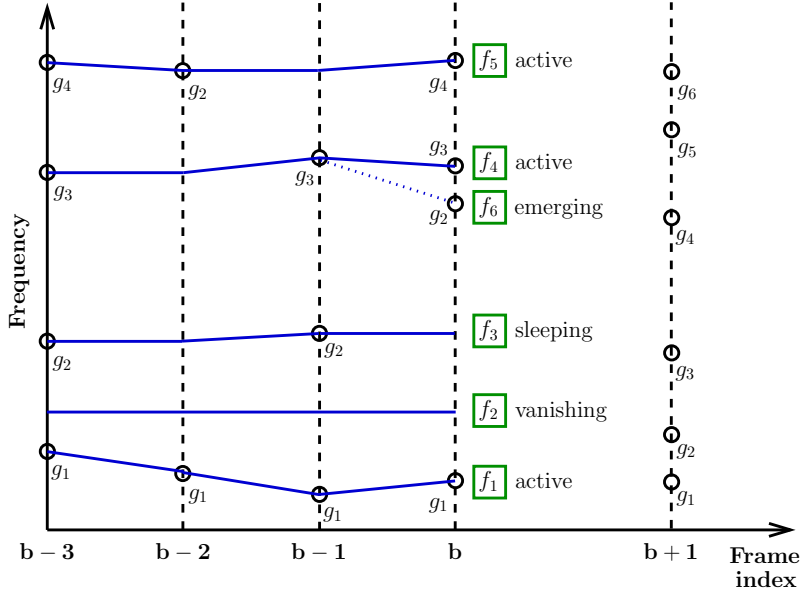 f₅ active
g₄
g₂
g₄
g₆
g₃
f₄ active
g₅
g₃
g₃
g₂
f₆ emerging
g₄
Frequency
f₃ sleeping
g₂
g₂
g₃
f₂ vanishing
g₂
g₁
f₁ active
g₁
g₁
g₁
g₁
b − 3
b − 2
b − 1
b
b + 1
Frame
index